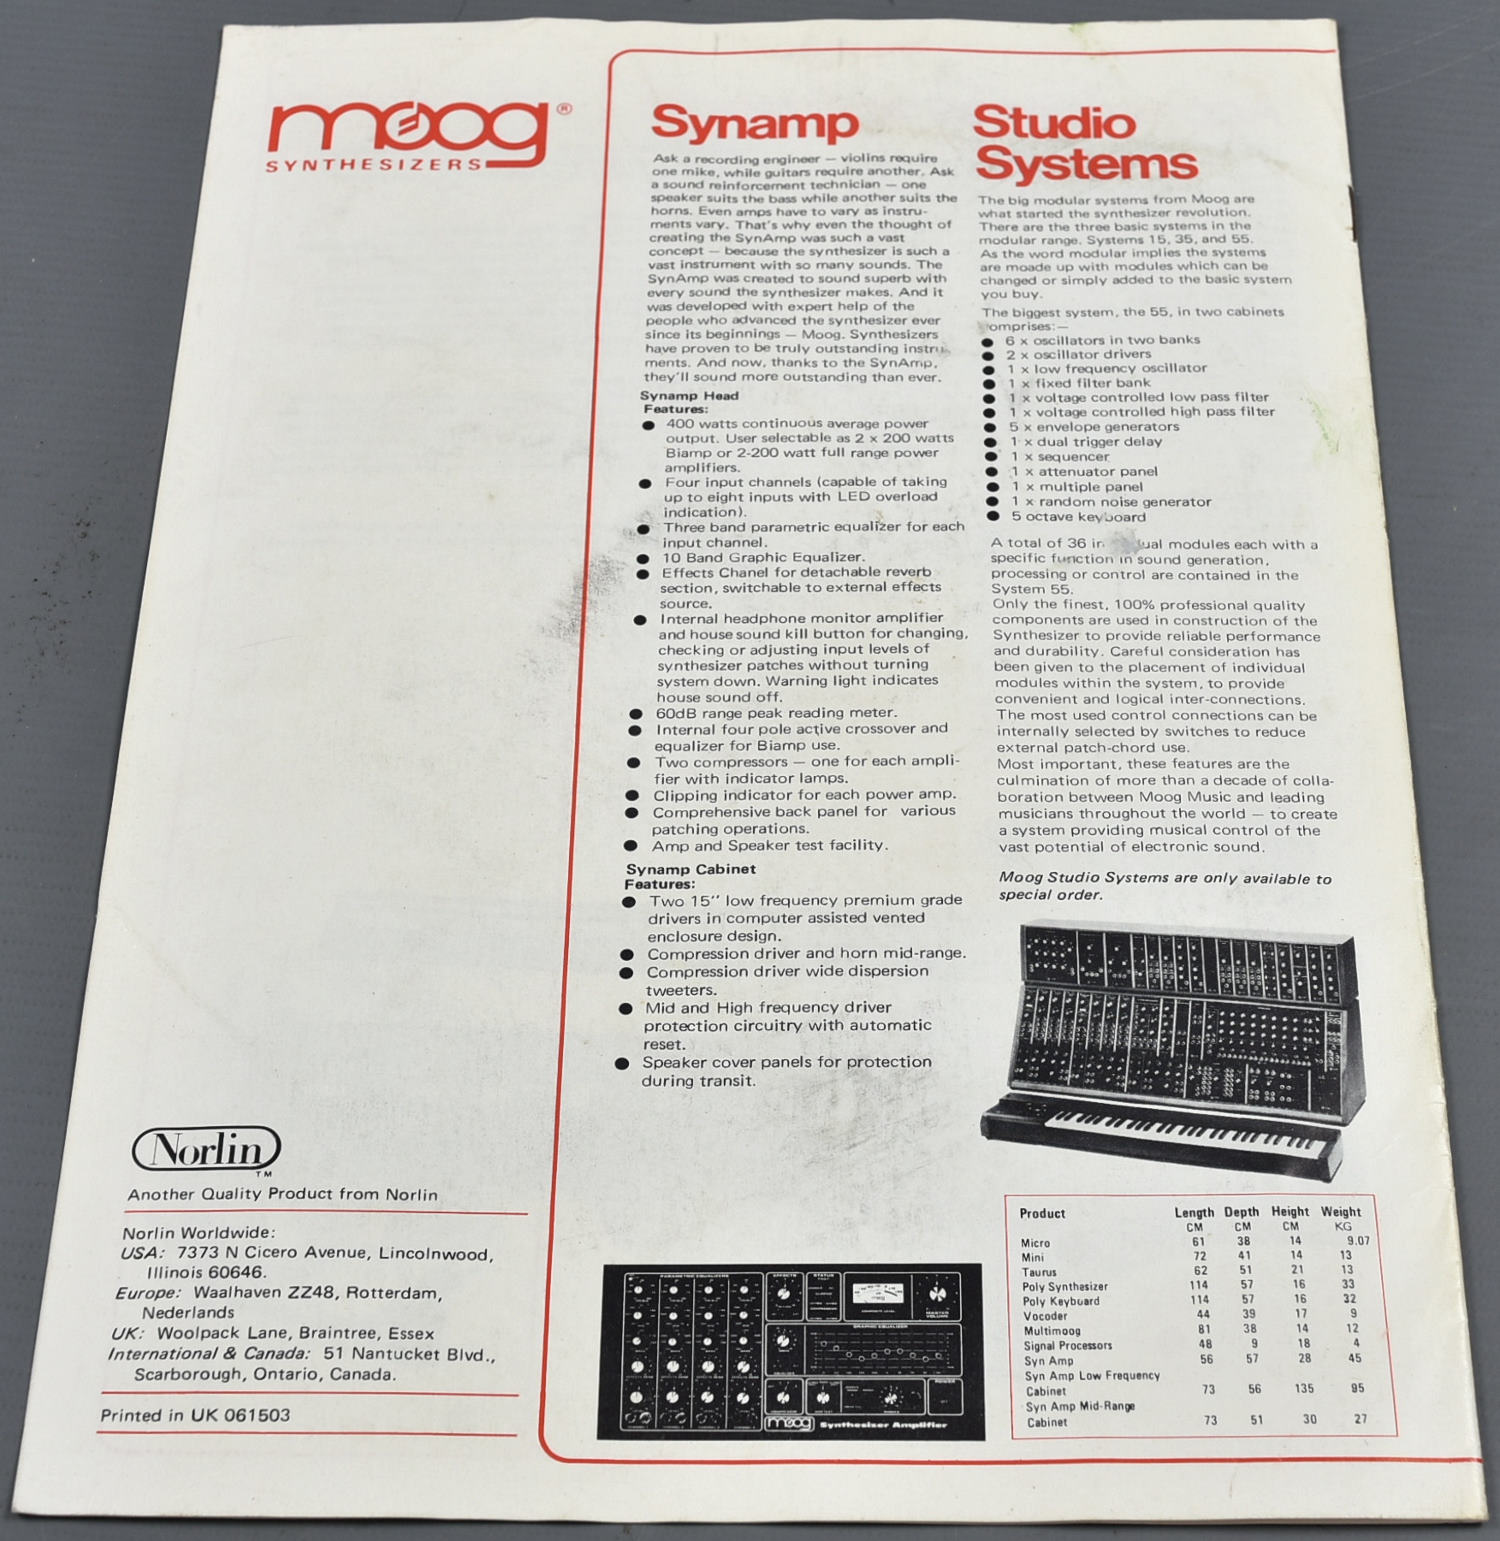 moog®
SYNTHESIZERS
Norlin
TM
Another Quality Product from Norlin
Norlin Worldwide:
USA: 7373 N Cicero Avenue, Lincolnwood,
Illinois 60646.
Europe: Waalhaven ZZ48, Rotterdam,
Nederlands
UK: Woolpack Lane, Braintree, Essex
International & Canada: 51 Nantucket Blvd.,
Scarborough, Ontario, Canada.
Printed in UK 061503
Synamp
Ask a recording engineer — violins require
one mike, while guitars require another. Ask
a sound reinforcement technician — one
speaker suits the bass while another suits the
horns. Even amps have to vary as instru-
ments vary. That's why even the thought of
creating the SynAmp was such a vast
concept — because the synthesizer is such a
vast instrument with so many sounds. The
SynAmp was created to sound superb with
every sound the synthesizer makes. And it
was developed with expert help of the
people who advanced the synthesizer ever
since its beginnings — Moog. Synthesizers
have proven to be truly outstanding instru-
ments. And now, thanks to the SynAmp,
they'll sound more outstanding than ever.
Synamp Head
Features:
● 400 watts continuous average power
output. User selectable as 2 x 200 watts
Biamp or 2-200 watt full range power
amplifiers.
● Four input channels (capable of taking
up to eight inputs with LED overload
indication).
● Three band parametric equalizer for each
input channel.
● 10 Band Graphic Equalizer.
● Effects Chanel for detachable reverb
section, switchable to external effects
source.
● Internal headphone monitor amplifier
and house sound kill button for changing,
checking or adjusting input levels of
synthesizer patches without turning
system down. Warning light indicates
house sound off.
● 60dB range peak reading meter.
● Internal four pole active crossover and
equalizer for Biamp use.
● Two compressors — one for each ampli-
fier with indicator lamps.
● Clipping indicator for each power amp.
● Comprehensive back panel for various
patching operations.
● Amp and Speaker test facility.
Synamp Cabinet
Features:
● Two 15" low frequency premium grade
drivers in computer assisted vented
enclosure design.
● Compression driver and horn mid-range.
● Compression driver wide dispersion
tweeters.
● Mid and High frequency driver
protection circuitry with automatic
reset.
● Speaker cover panels for protection
during transit.
PARAMETRIC EQUALIZERS
EFFECTS
STATUS
MASTER
VOLUME
GRAPHIC EQUALIZER
POWER
moog Synthesizer Amplifier
Studio
Systems
The big modular systems from Moog are
what started the synthesizer revolution.
There are the three basic systems in the
modular range. Systems 15, 35, and 55.
As the word modular implies the systems
are moade up with modules which can be
changed or simply added to the basic system
you buy.
The biggest system, the 55, in two cabinets
omprises:—
● 6 x oscillators in two banks
● 2 x oscillator drivers
● 1 x low frequency oscillator
● 1 x fixed filter bank
● 1 x voltage controlled low pass filter
● 1 x voltage controlled high pass filter
● 5 x envelope generators
● 1 x dual trigger delay
● 1 x sequencer
● 1 x attenuator panel
● 1 x multiple panel
● 1 x random noise generator
● 5 octave keyboard
A total of 36 in ual modules each with a
specific function in sound generation,
processing or control are contained in the
System 55.
Only the finest, 100% professional quality
components are used in construction of the
Synthesizer to provide reliable performance
and durability. Careful consideration has
been given to the placement of individual
modules within the system, to provide
convenient and logical inter-connections.
The most used control connections can be
internally selected by switches to reduce
external patch-chord use.
Most important, these features are the
culmination of more than a decade of colla-
boration between Moog Music and leading
musicians throughout the world — to create
a system providing musical control of the
vast potential of electronic sound.
Moog Studio Systems are only available to
special order.
Product Length Depth Height Weight
CM CM CM KG
Micro 61 38 14 9.07
Mini 72 41 14 13
Taurus 62 51 21 13
Poly Synthesizer 114 57 16 33
Poly Keyboard 114 57 16 32
Vocoder 44 39 17 9
Multimoog 81 38 14 12
Signal Processors 48 9 18 4
Syn Amp 56 57 28 45
Syn Amp Low Frequency
Cabinet 73 56 135 95
Syn Amp Mid-Range
Cabinet 73 51 30 27